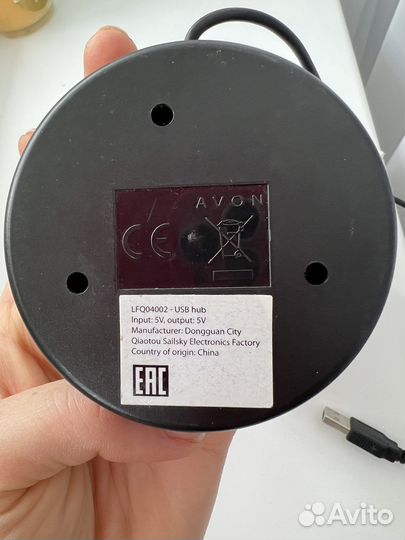 AVON
CE
LFQ04002 - USB hub
Input: 5V, output: 5V
Manufacturer: Dongguan City
Qiaotou Sailsky Electronics Factory
Country of origin: China
EAC
Avito